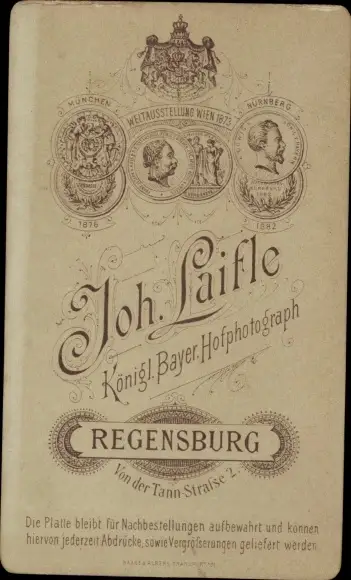 MÜNCHEN
WELTAUSSTELLUNG WIEN 1873
NÜRNBERG
1876
1882
Joh. Laifle
Königl. Bayer. Hofphotograph
REGENSBURG
Von der Tann-Straſse 2.
Die Platte bleibt für Nachbestellungen aufbewahrt und können
hiervon jederzeit Abdrücke, sowie Vergröſserungen geliefert werden.